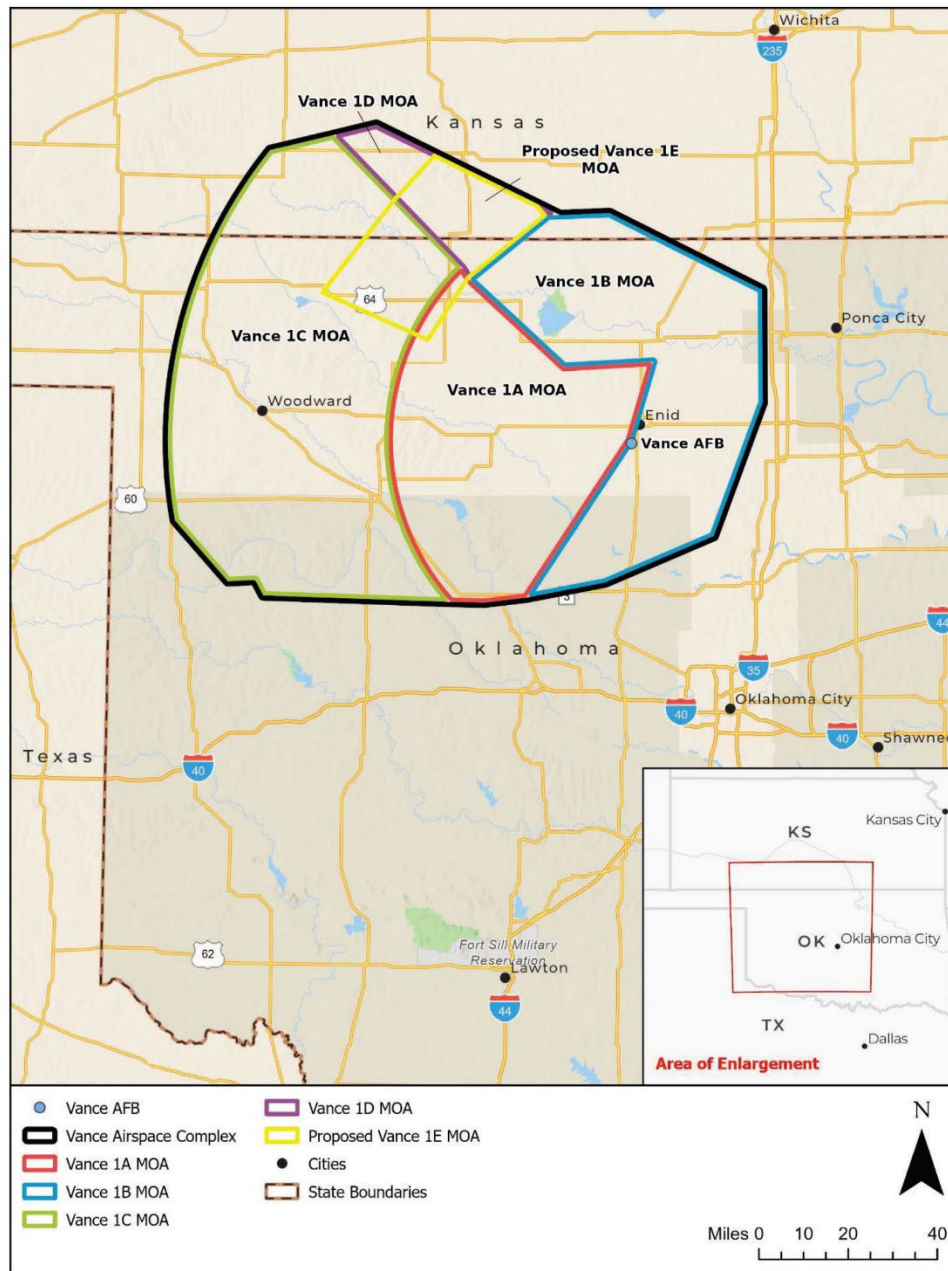 Wichita
235
Vance 1D MOA
Kansas
Proposed Vance 1E
MOA
Vance 1B MOA
64
Ponca City
Vance 1C MOA
Vance 1A MOA
Woodward
Enid
Vance AFB
60
3
44
Oklahoma
35
Oklahoma City
40
40
Shawnee
Texas
40
62
Fort Sill Military
Reservation
Lawton
44
KS
Kansas City
OK
Oklahoma City
TX
Dallas
Area of Enlargement
Vance AFB
Vance Airspace Complex
Vance 1A MOA
Vance 1B MOA
Vance 1C MOA
Vance 1D MOA
Proposed Vance 1E MOA
Cities
State Boundaries
N
Miles 0 10 20 40